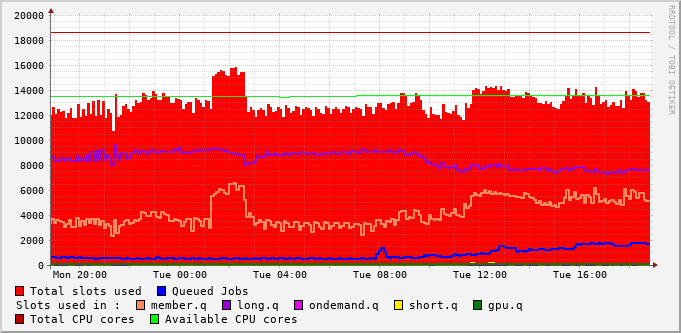 RRDTOOL / TOBI OETIKER
20000
18000
16000
14000
12000
10000
8000
6000
4000
2000
0
Mon 20:00 Tue 00:00 Tue 04:00 Tue 08:00 Tue 12:00 Tue 16:00
Total slots used Queued Jobs
Slots used in : member.q long.q ondemand.q short.q gpu.q
Total CPU cores Available CPU cores